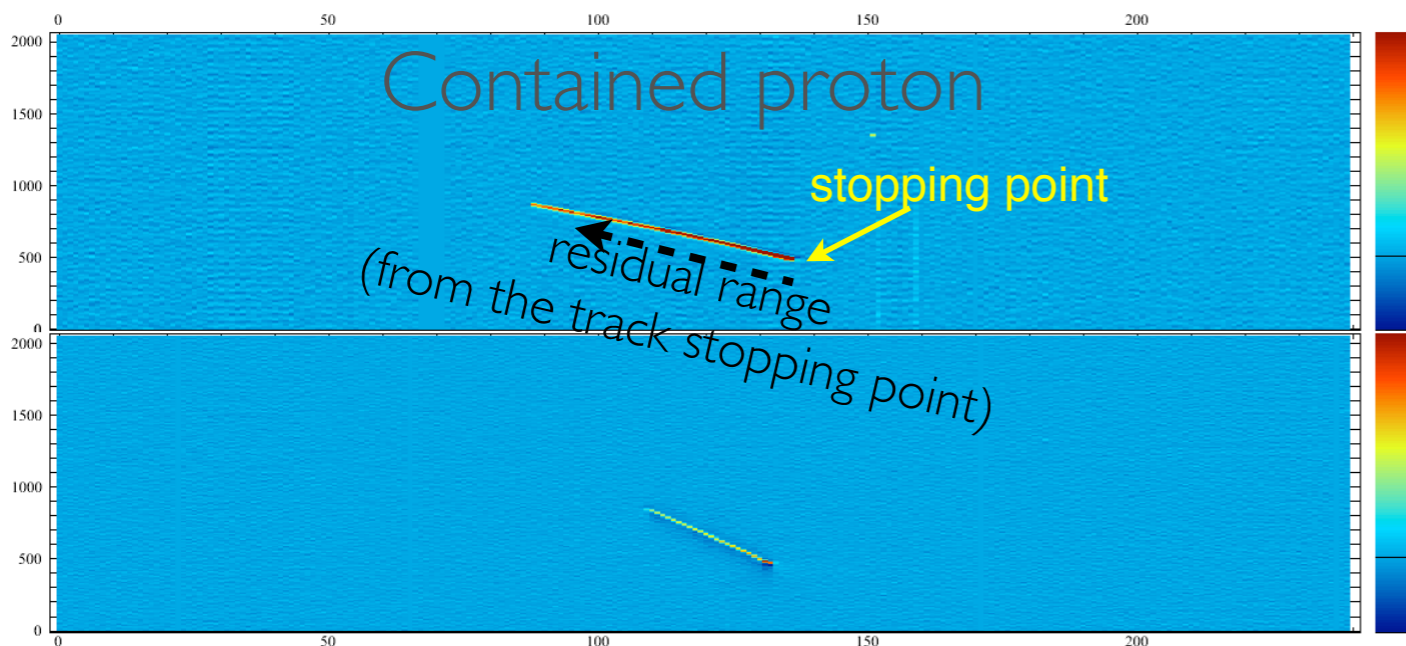 0 50 100 150 200
2000
Contained proton
1500
1000
stopping point
500
residual range
(from the track stopping point)
0
2000
1500
1000
500
0
0 50 100 150 200